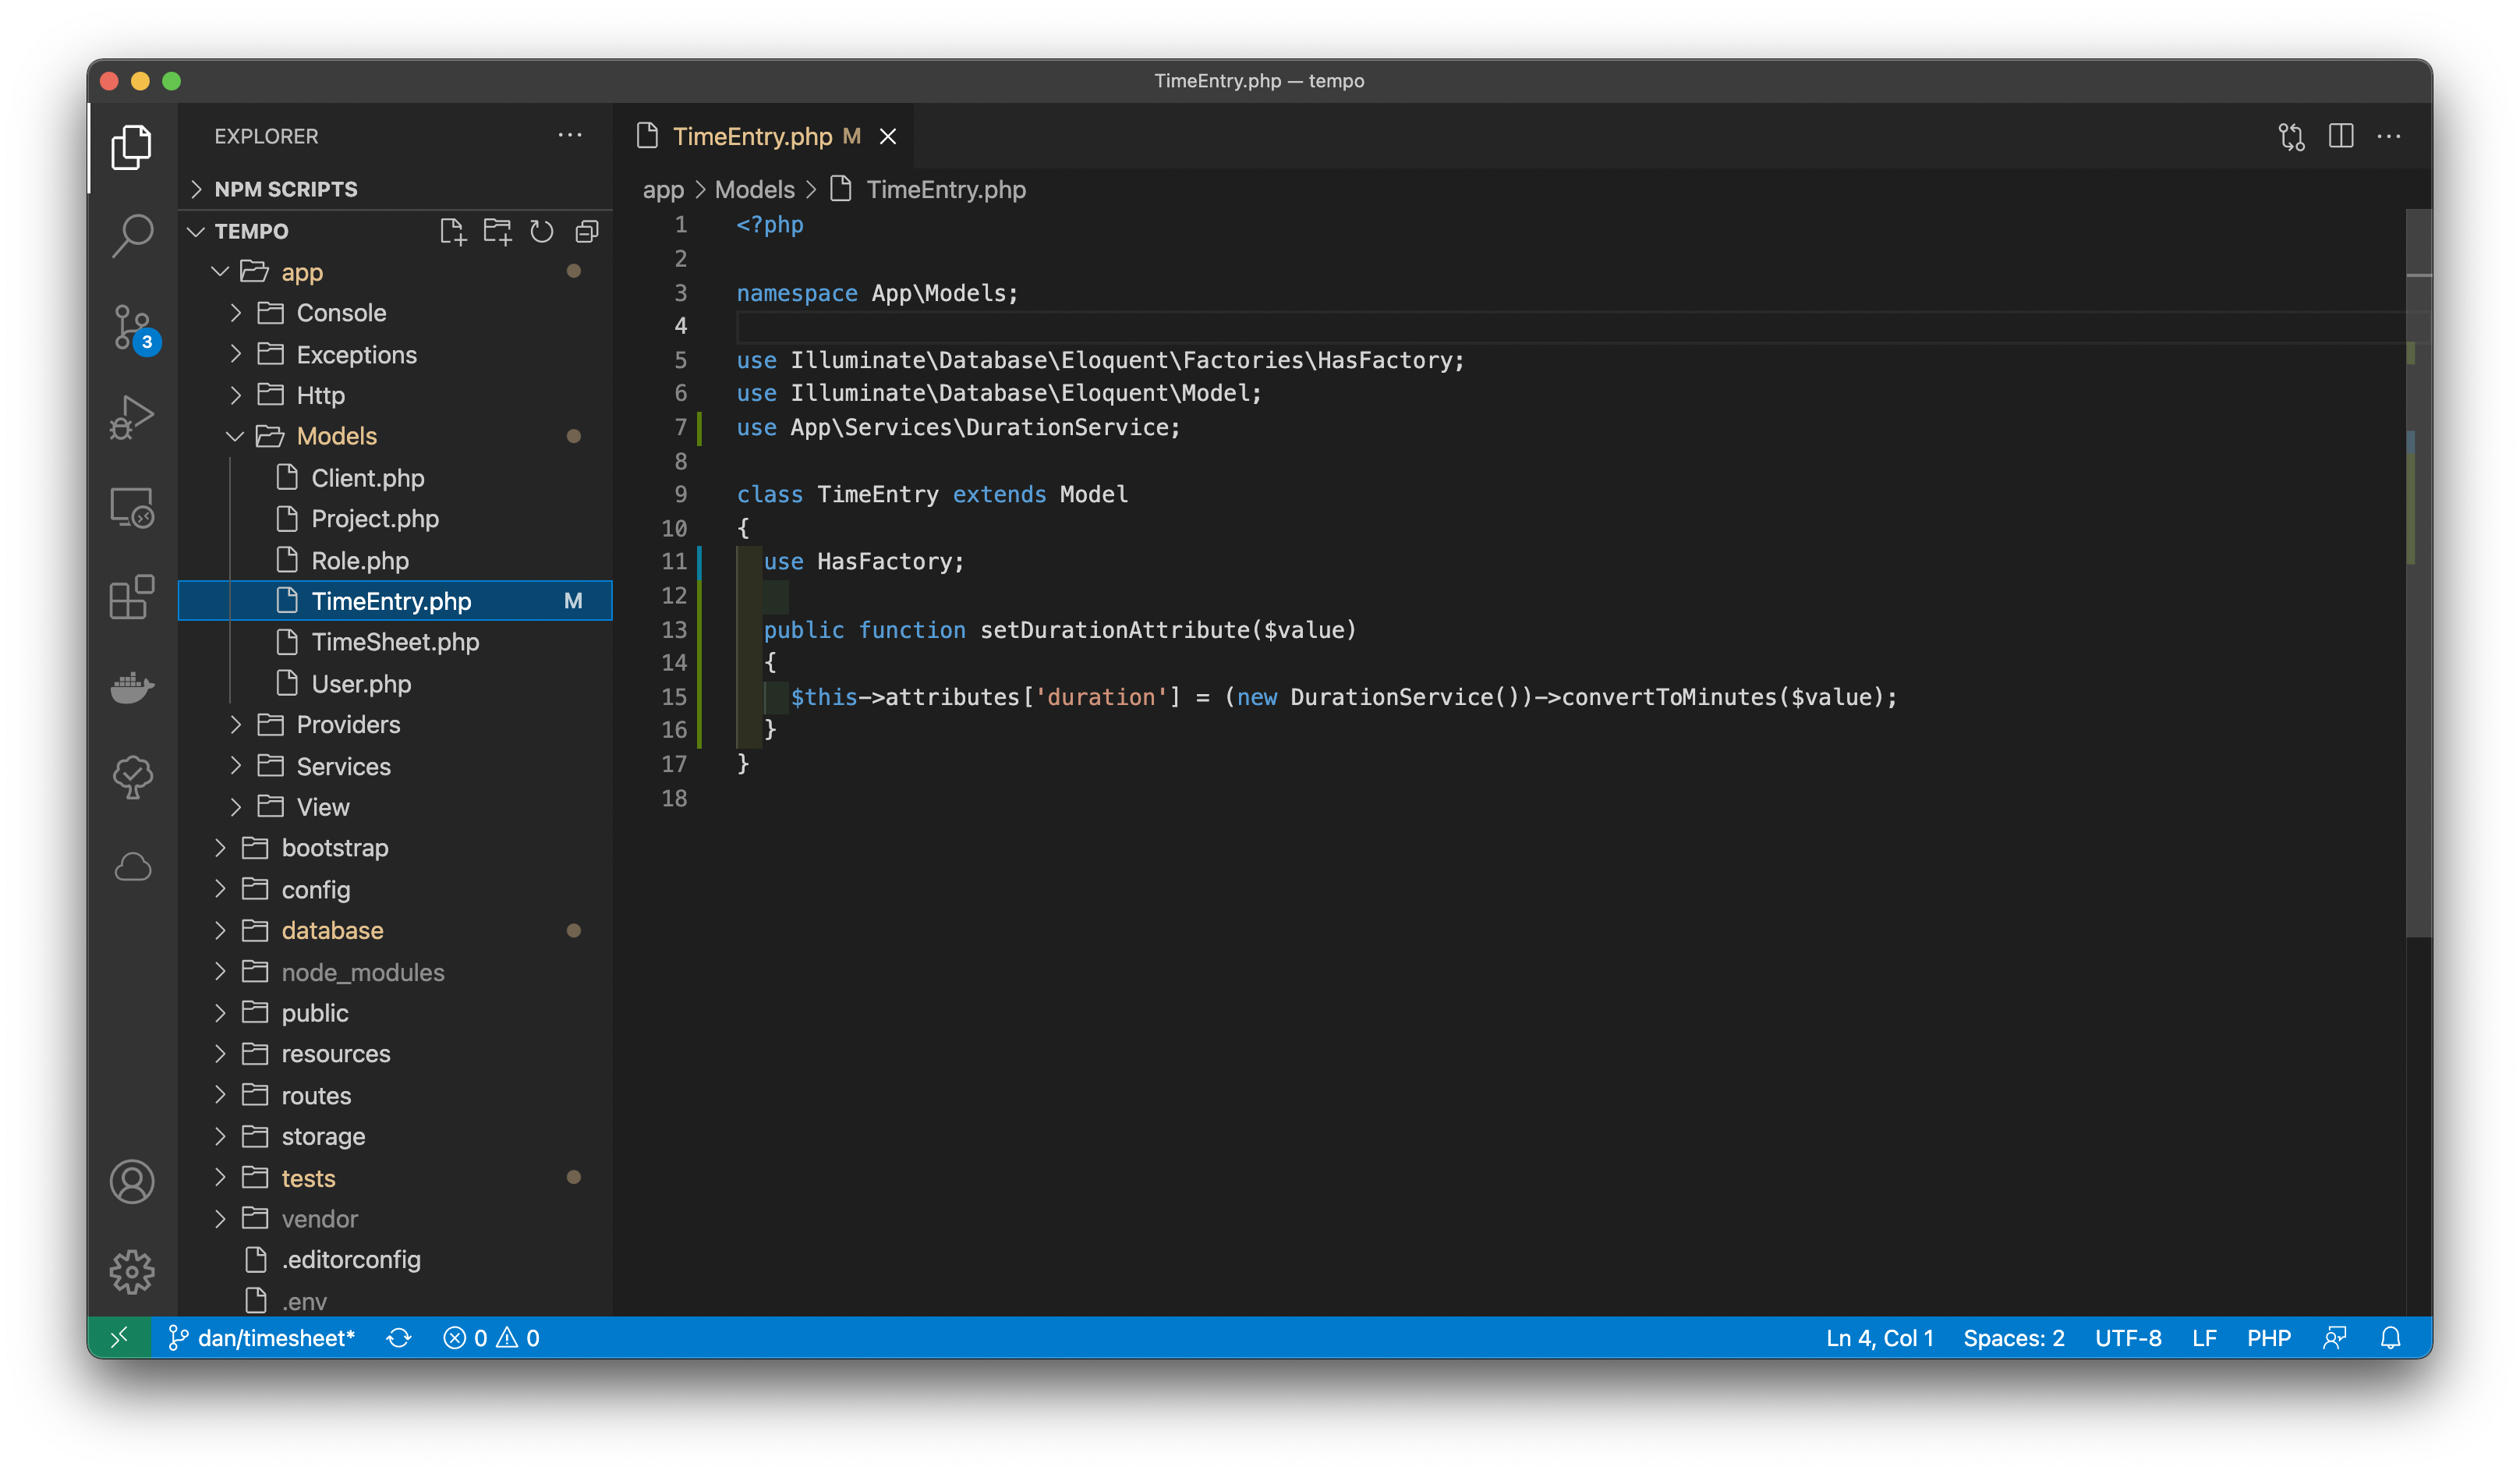 TimeEntry.php — tempo
EXPLORER
NPM SCRIPTS
TEMPO
app
Console
Exceptions
Http
Models
Client.php
Project.php
Role.php
TimeEntry.php M
TimeSheet.php
User.php
Providers
Services
View
bootstrap
config
database
node_modules
public
resources
routes
storage
tests
vendor
.editorconfig
.env
3
TimeEntry.php M
app > Models > TimeEntry.php
1 <?php
2
3 namespace App\Models;
4
5 use Illuminate\Database\Eloquent\Factories\HasFactory;
6 use Illuminate\Database\Eloquent\Model;
7 use App\Services\DurationService;
8
9 class TimeEntry extends Model
10 {
11 use HasFactory;
12
13 public function setDurationAttribute($value)
14 {
15 $this->attributes['duration'] = (new DurationService())->convertToMinutes($value);
16 }
17 }
18
dan/timesheet* 0 0 Ln 4, Col 1 Spaces: 2 UTF-8 LF PHP